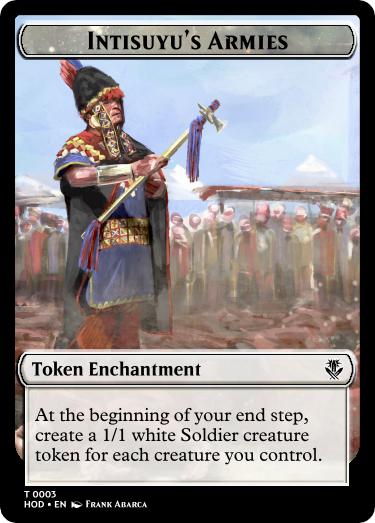 Intisuyu's Armies
Token Enchantment
At the beginning of your end step,
create a 1/1 white Soldier creature
token for each creature you control.
T 0003
HOD • EN Frank Abarca